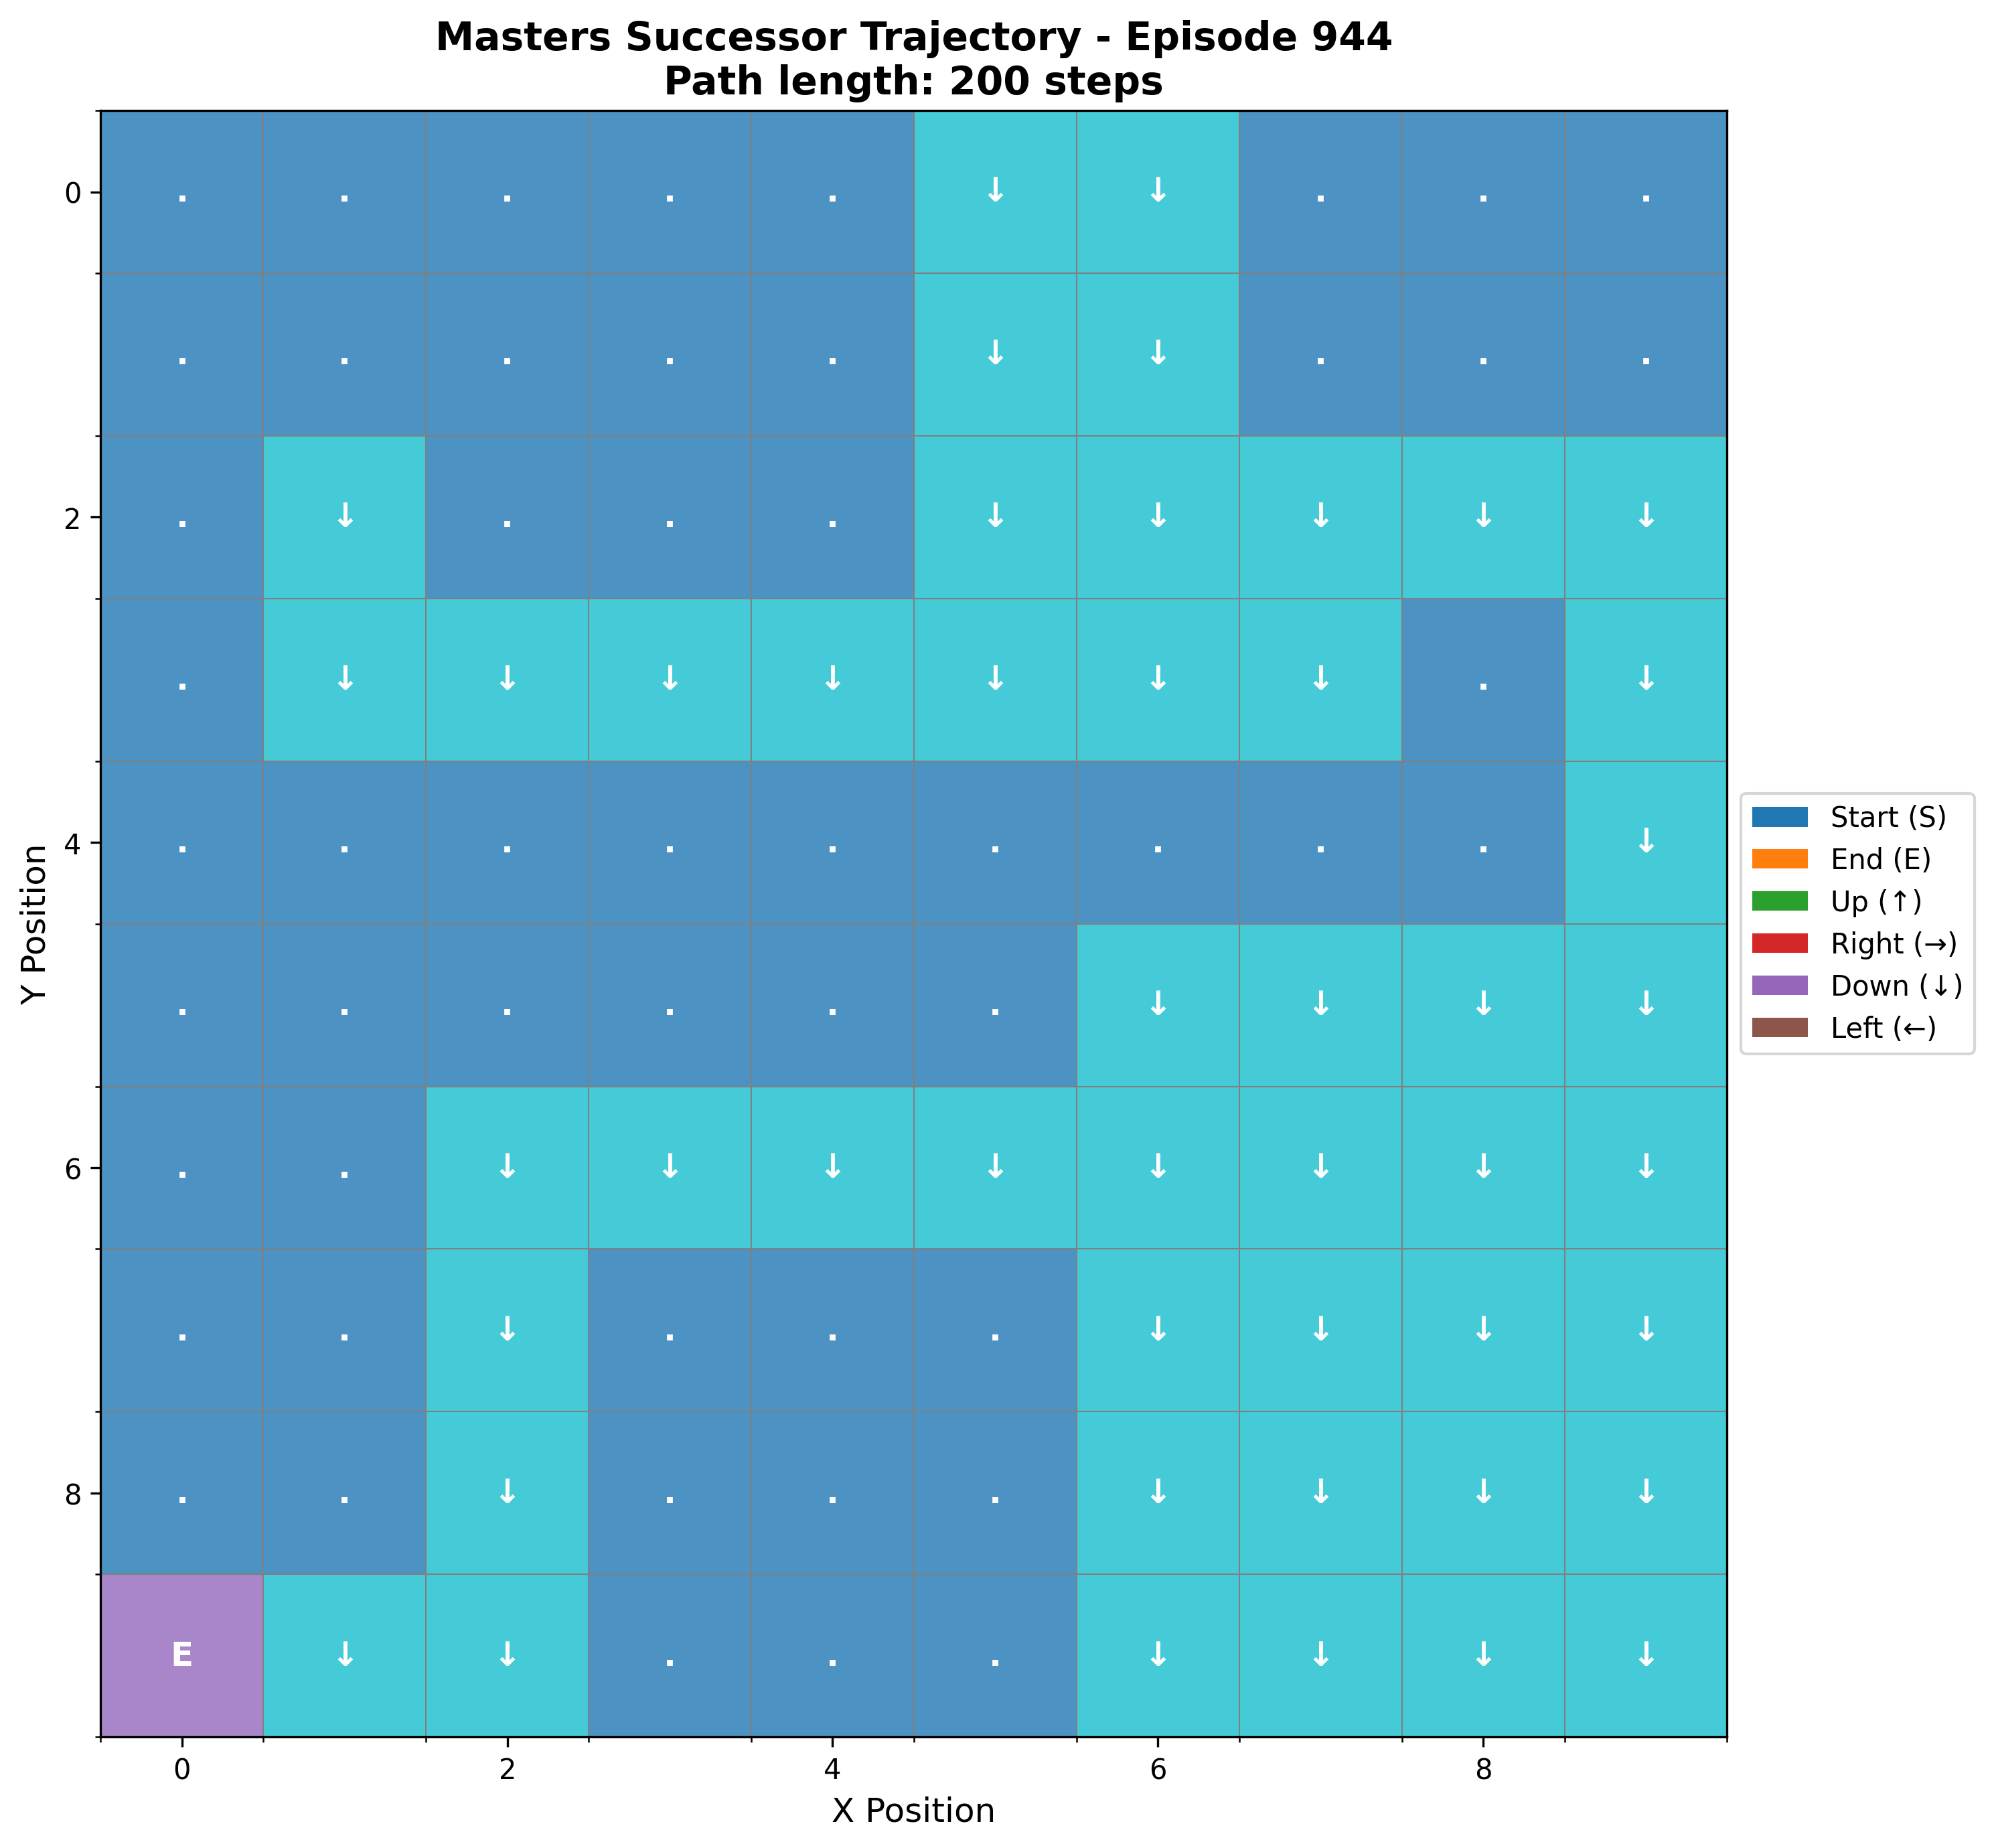 Masters Successor Trajectory - Episode 944
Path length: 200 steps
0 . . . . . ↓ ↓ . . .
. . . . . ↓ ↓ . . .
2 . ↓ . . . ↓ ↓ ↓ ↓ ↓
. ↓ ↓ ↓ ↓ ↓ ↓ ↓ . ↓
4 . . . . . . . . . ↓
. . . . . . ↓ ↓ ↓ ↓
6 . . ↓ ↓ ↓ ↓ ↓ ↓ ↓ ↓
. . ↓ . . . ↓ ↓ ↓ ↓
8 . . ↓ . . . ↓ ↓ ↓ ↓
E ↓ ↓ . . . ↓ ↓ ↓ ↓
0 2 4 6 8
X Position
Y Position
Start (S)
End (E)
Up (↑)
Right (→)
Down (↓)
Left (←)